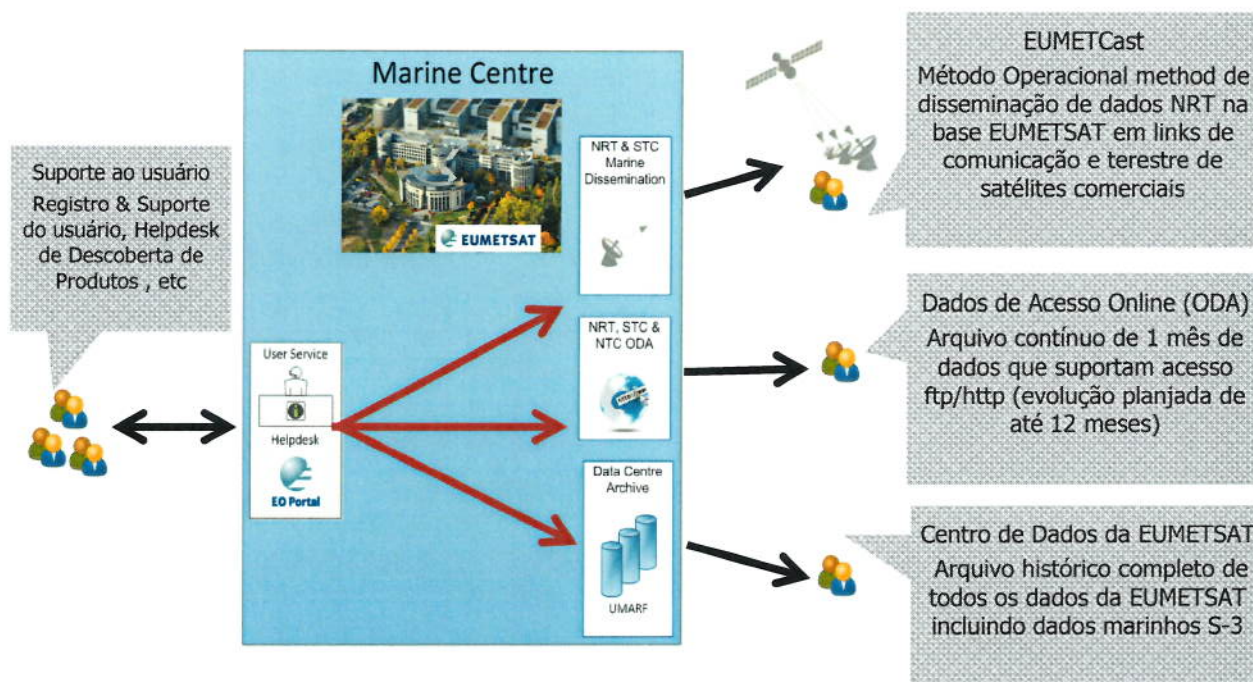 Marine Centre
EUMETSAT
Suporte ao usuário
Registro & Suporte
do usuário, Helpdesk
de Descoberta de
Produtos , etc
User Service
Helpdesk
EO Portal
NRT & STC
Marine
Dissemination
NRT, STC &
NTC ODA
Data Centre
Archive
UMARF
EUMETCast
Método Operacional method de
disseminação de dados NRT na
base EUMETSAT em links de
comunicação e terestre de
satélites comerciais
Dados de Acesso Online (ODA)
Arquivo contínuo de 1 mês de
dados que suportam acesso
ftp/http (evolução planjada de
até 12 meses)
Centro de Dados da EUMETSAT
Arquivo histórico completo de
todos os dados da EUMETSAT
incluindo dados marinhos S-3